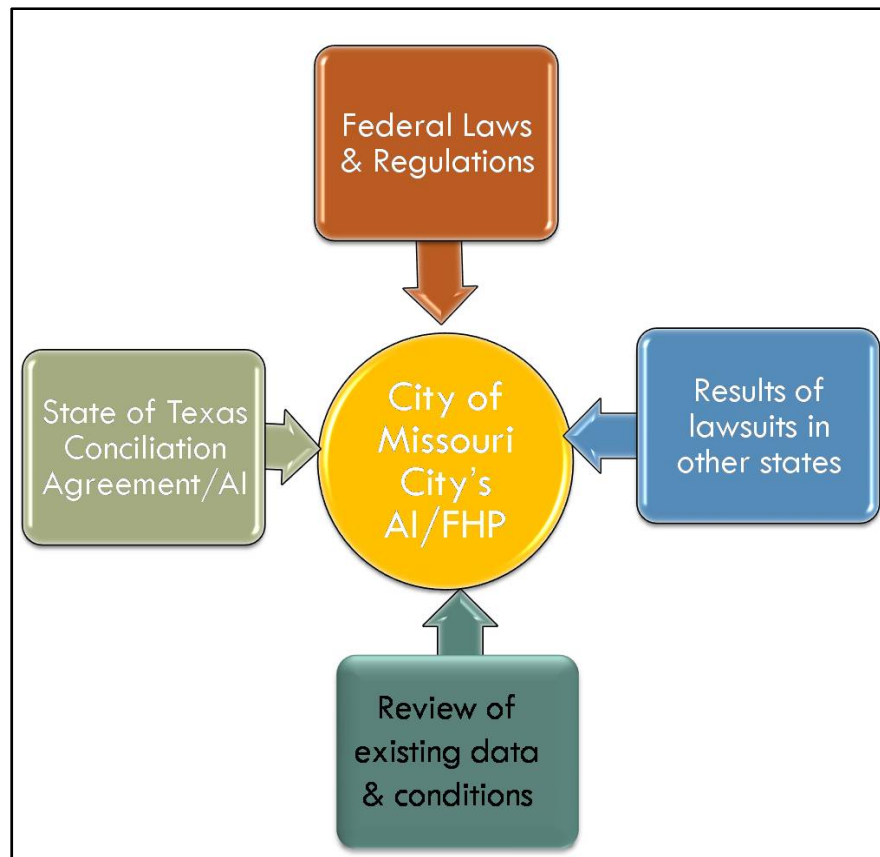 Federal Laws
& Regulations
State of Texas
Conciliation
Agreement/AI
City of
Missouri
City's
AI/FHP
Results of
lawsuits in
other states
Review of
existing data
& conditions